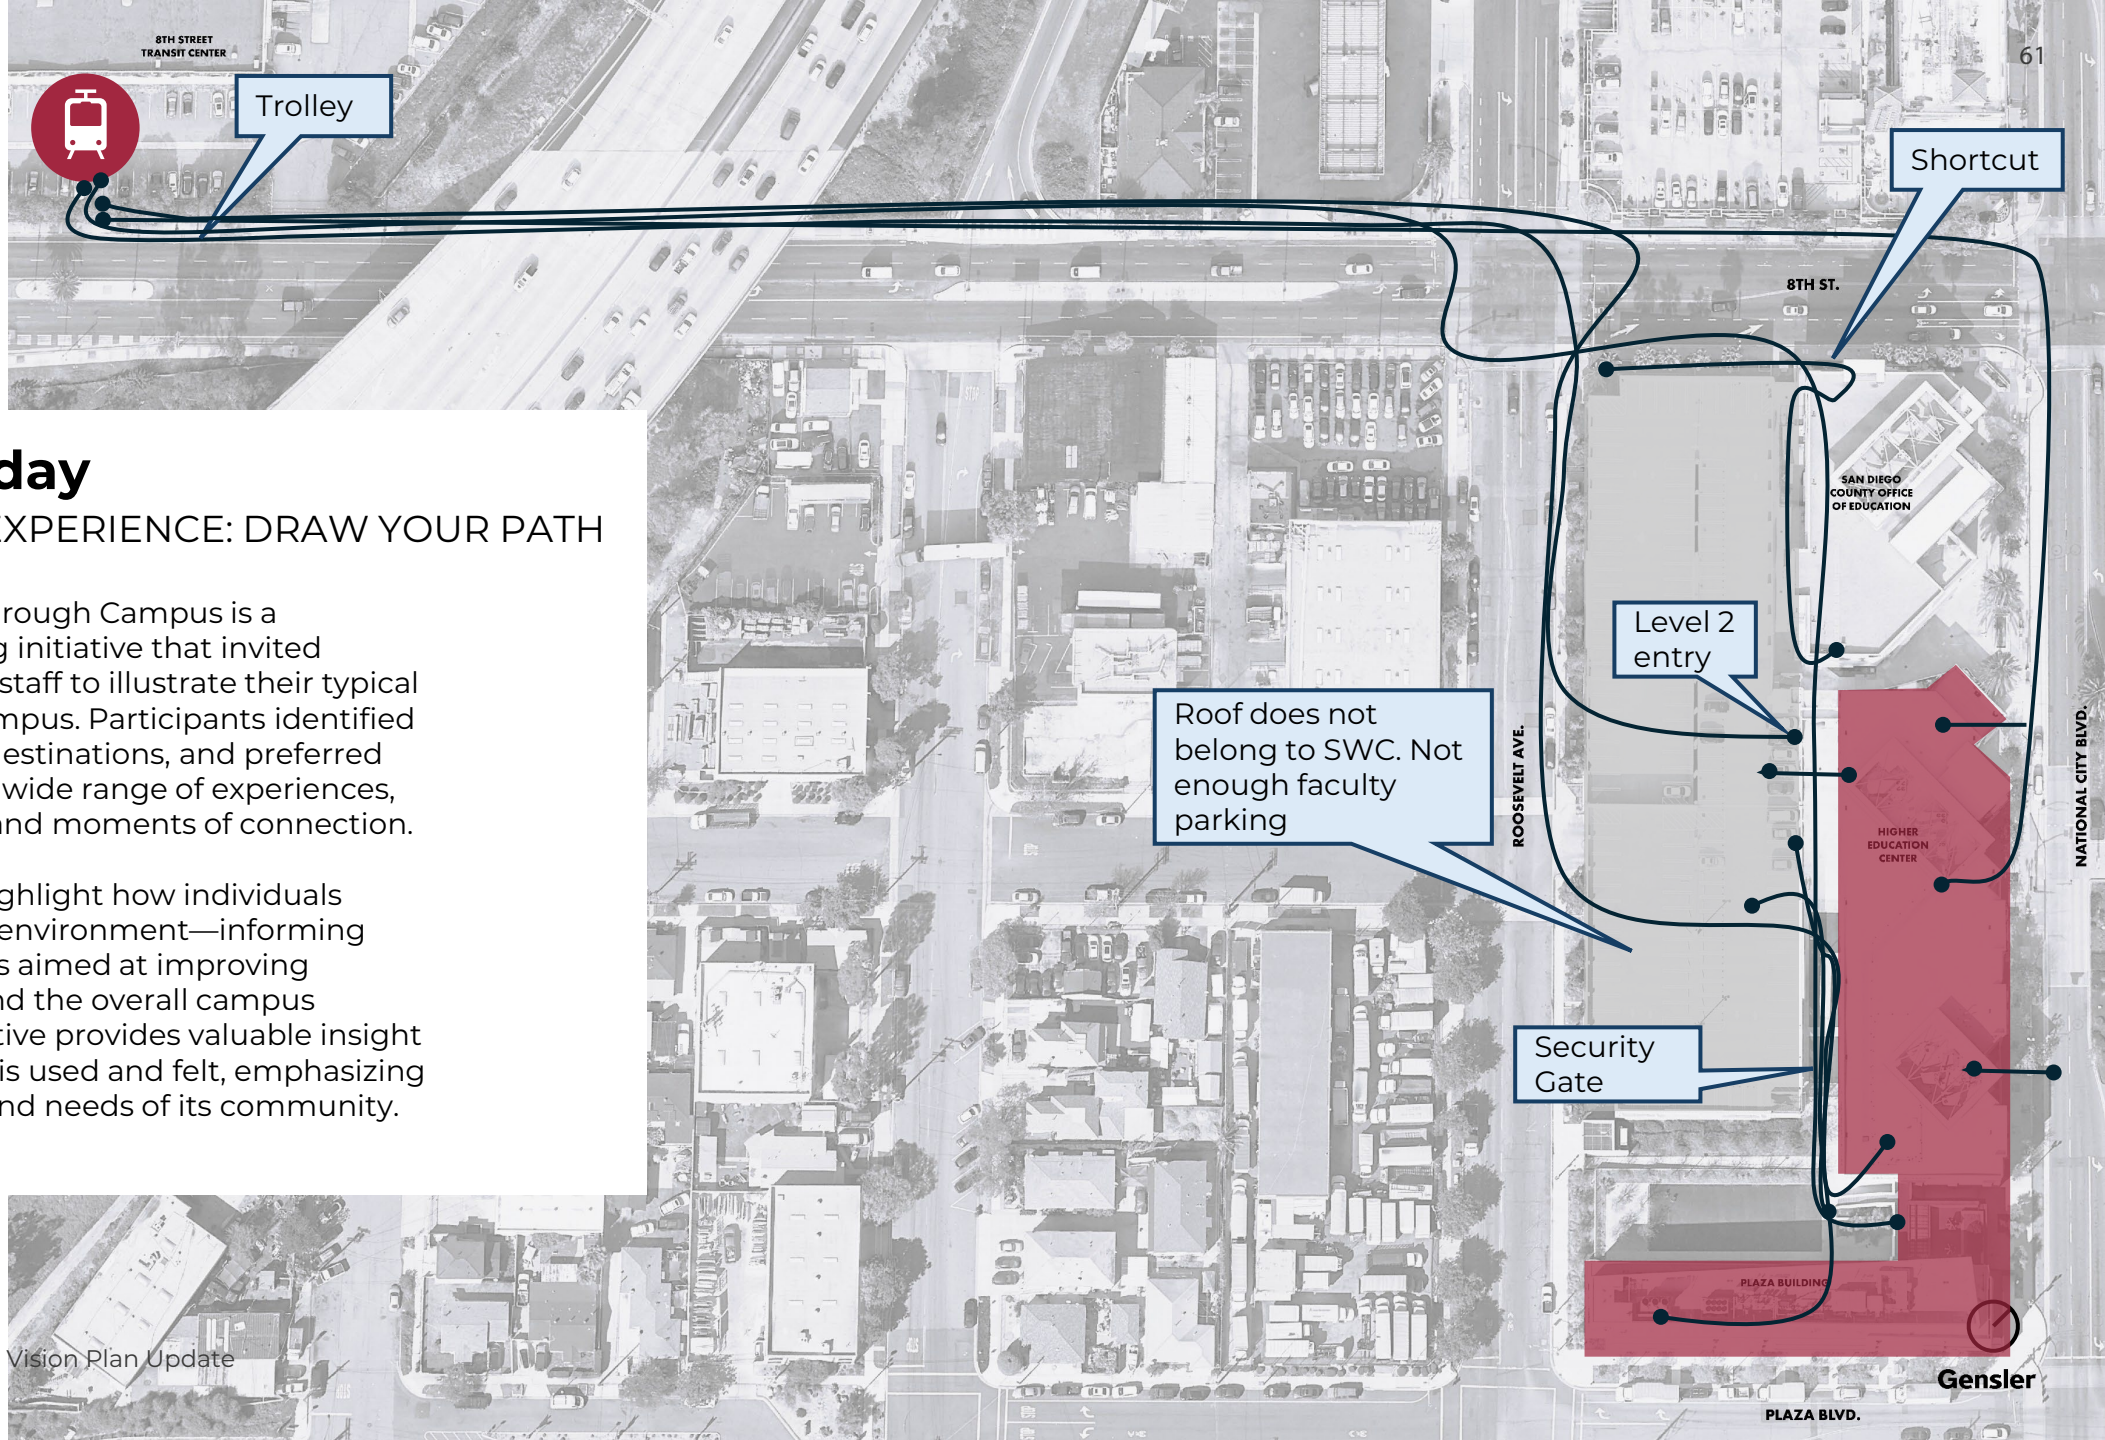 8TH STREET
TRANSIT CENTER
61
Trolley
Shortcut
8TH ST.
day
EXPERIENCE: DRAW YOUR PATH
SAN DIEGO
COUNTY OFFICE
OF EDUCATION
rough Campus is a
g initiative that invited
staff to illustrate their typical
mpus. Participants identified
estinations, and preferred
wide range of experiences,
and moments of connection.
ghlight how individuals
environment—informing
s aimed at improving
nd the overall campus
tive provides valuable insight
is used and felt, emphasizing
nd needs of its community.
Level 2
entry
Roof does not
belong to SWC. Not
enough faculty
parking
ROOSEVELT AVE.
NATIONAL CITY BLVD.
HIGHER
EDUCATION
CENTER
Security
Gate
PLAZA BUILDING
Vision Plan Update
Gensler
PLAZA BLVD.